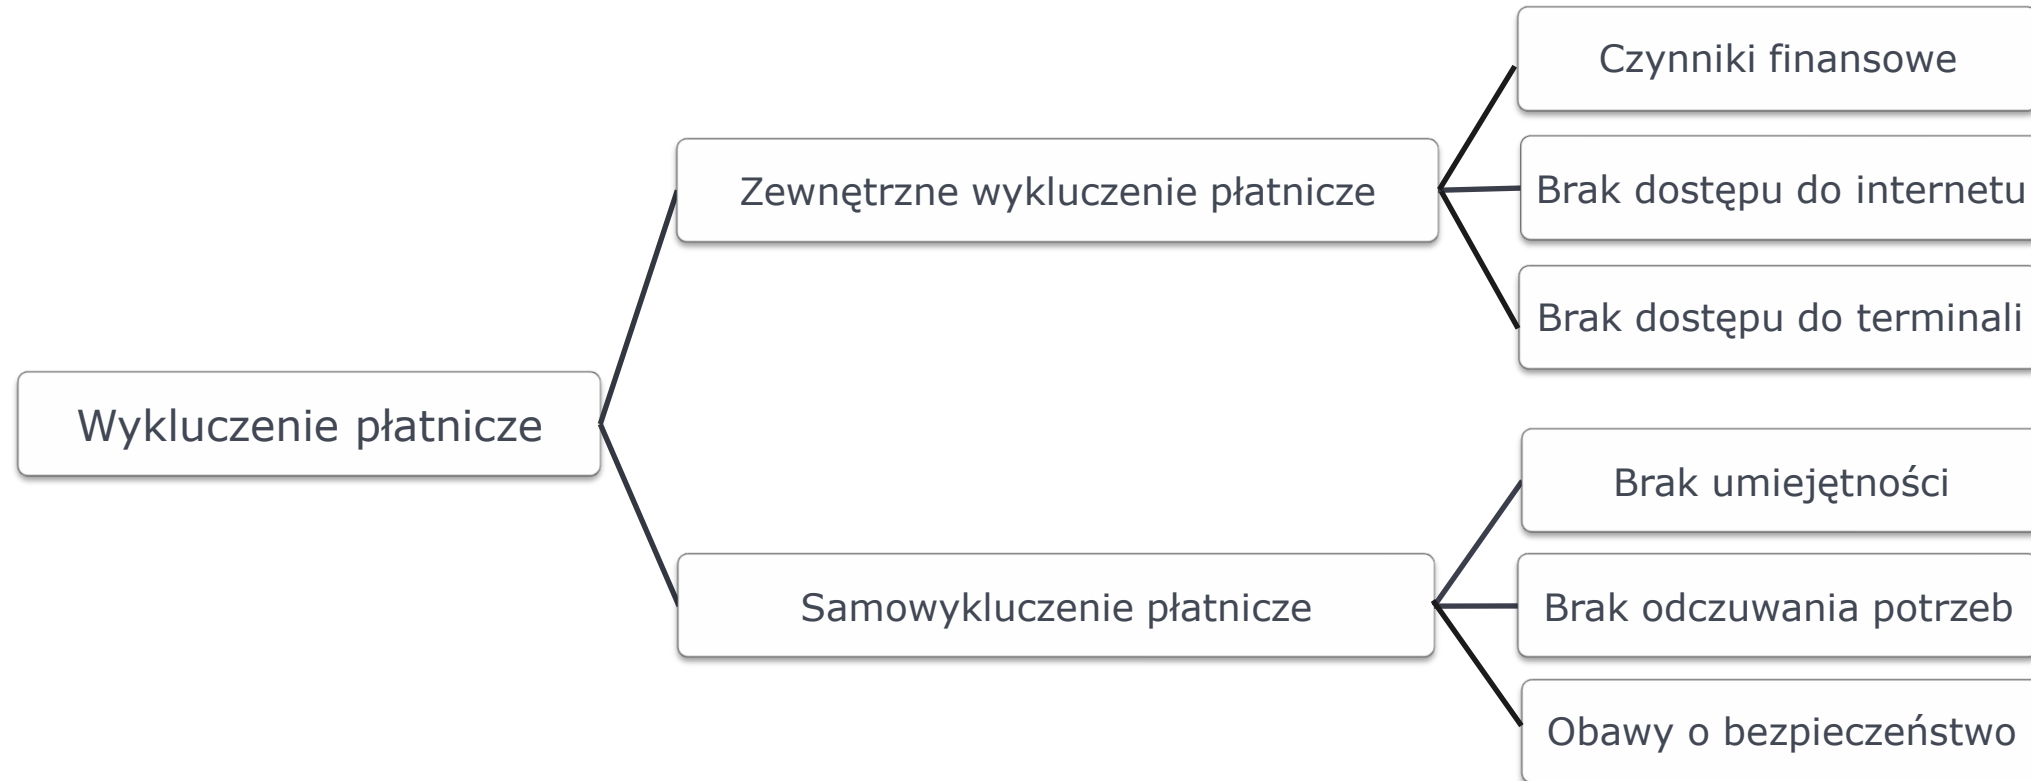 Wykluczenie płatnicze
Zewnętrzne wykluczenie płatnicze
Czynniki finansowe
Brak dostępu do internetu
Brak dostępu do terminali
Samowykluczenie płatnicze
Brak umiejętności
Brak odczuwania potrzeb
Obawy o bezpieczeństwo